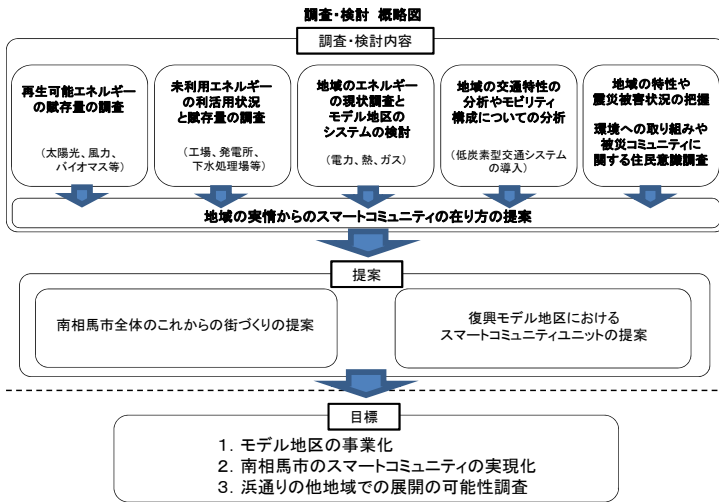 調査・検討 概略図
調査・検討内容
再生可能エネルギー
の賦存量の調査
(太陽光、風力、
バイオマス等)
未利用エネルギー
の利活用状況
と賦存量の調査
(工場、発電所、
下水処理場等)
地域のエネルギー
の現状調査と
モデル地区の
システムの検討
(電力、熱、ガス)
地域の交通特性の
分析やモビリティ
構成についての分析
(低炭素型交通システム
の導入)
地域の特性や
震災被害状況の把握
環境への取り組みや
被災コミュニティに
関する住民意識調査
地域の実情からのスマートコミュニティの在り方の提案
提案
南相馬市全体のこれからの街づくりの提案
復興モデル地区における
スマートコミュニティユニットの提案
目標
1. モデル地区の事業化
2. 南相馬市のスマートコミュニティの実現化
3. 浜通りの他地域での展開の可能性調査